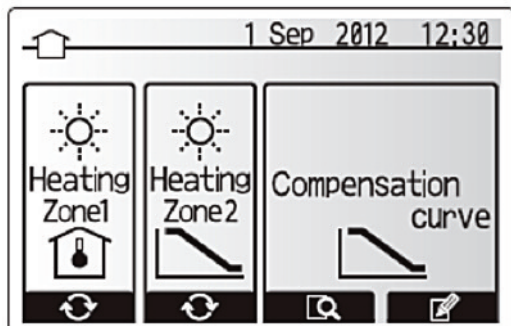 1 Sep 2012 12:30
Heating
Zone1
Heating
Zone2
Compensation
curve